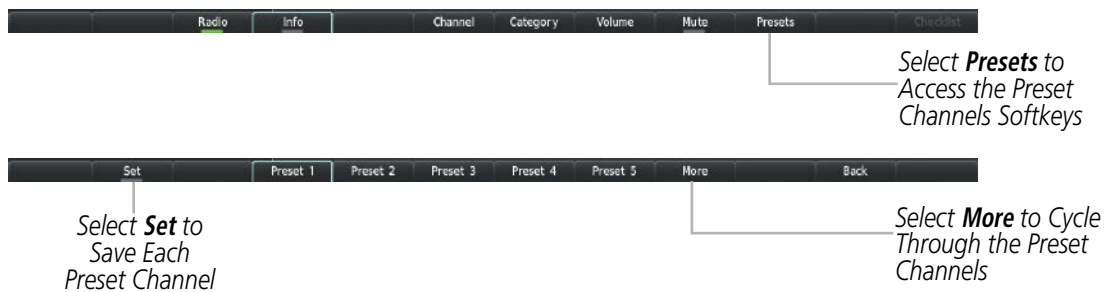 Radio Info Channel Category Volume Mute Presets Checklist
Select Presets to
Access the Preset
Channels Softkeys
Set Preset 1 Preset 2 Preset 3 Preset 4 Preset 5 More Back
Select Set to
Save Each
Preset Channel
Select More to Cycle
Through the Preset
Channels